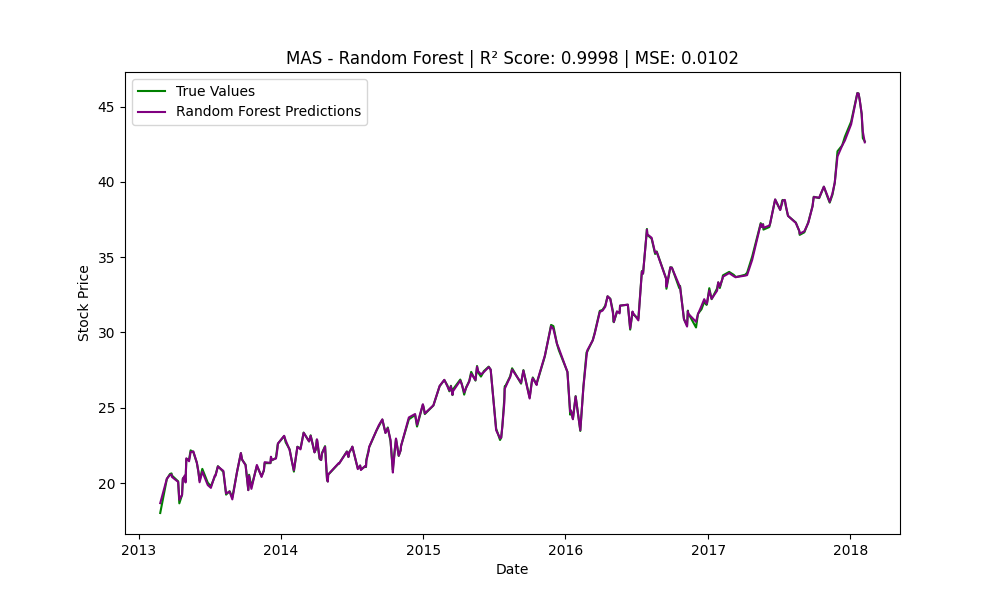 MAS - Random Forest | R² Score: 0.9998 | MSE: 0.0102
True Values
Random Forest Predictions
45
40
35
30
25
20
Stock Price
2013 2014 2015 2016 2017 2018
Date